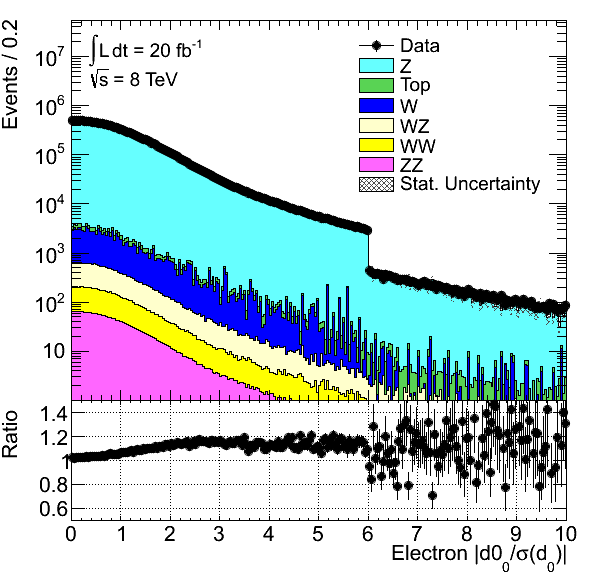 Events / 0.2
10⁷
10⁶
10⁵
10⁴
10³
10²
10
∫L dt = 20 fb⁻¹
√s = 8 TeV
Data
Z
Top
W
WZ
WW
ZZ
Stat. Uncertainty
Ratio
1.4
1.2
1
0.8
0.6
0 1 2 3 4 5 6 7 8 9 10
Electron |d0₀/σ(d₀)|